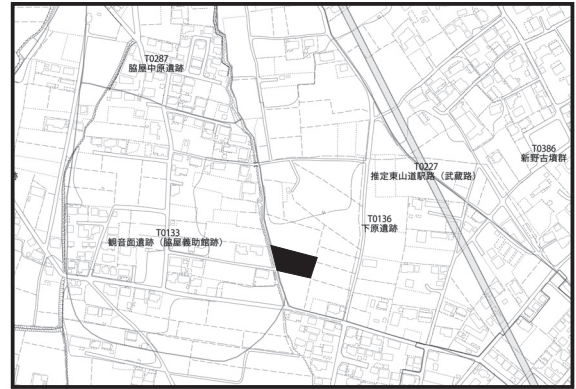 T0287
脇屋中原遺跡
T0386
新野古墳群
T0227
推定東山道駅路（武蔵路）
T0136
下原遺跡
T0133
観音面遺跡（脇屋義助館跡）